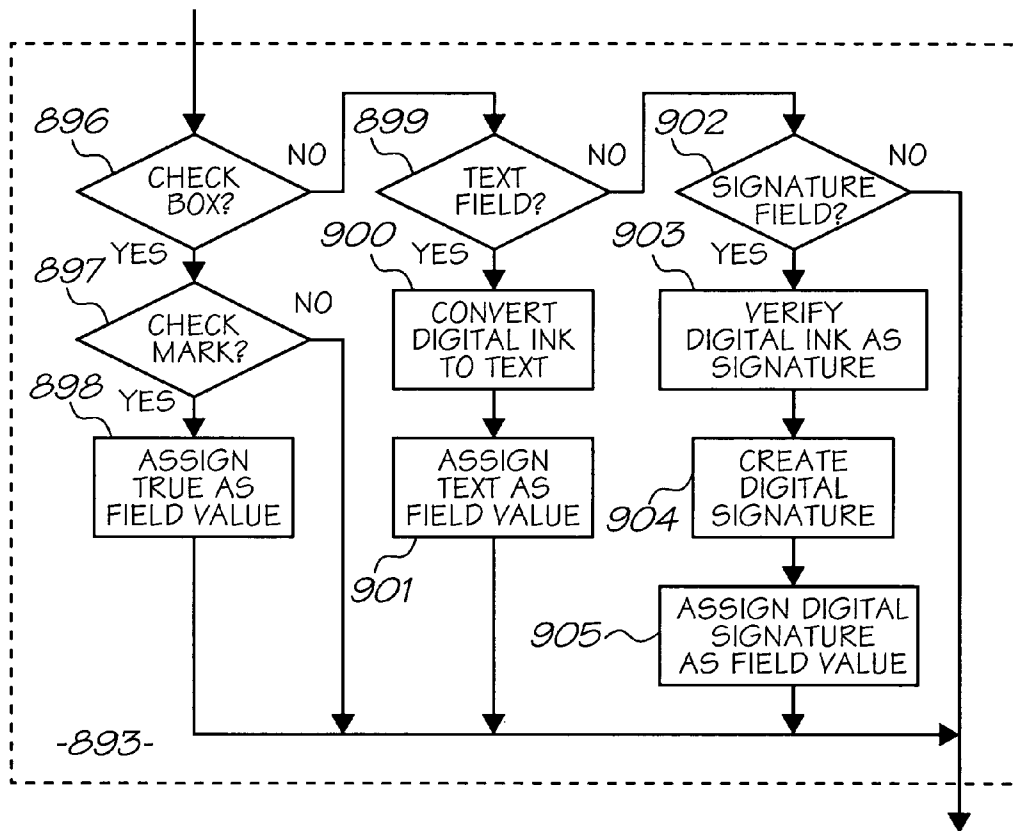 896
CHECK
BOX?
NO
YES
897
CHECK
MARK?
NO
YES
898
ASSIGN
TRUE AS
FIELD VALUE
899
TEXT
FIELD?
NO
YES
900
CONVERT
DIGITAL INK
TO TEXT
ASSIGN
TEXT AS
FIELD VALUE
901
902
SIGNATURE
FIELD?
NO
YES
903
VERIFY
DIGITAL INK AS
SIGNATURE
CREATE
DIGITAL
SIGNATURE
904
ASSIGN DIGITAL
SIGNATURE
AS FIELD VALUE
905
-893-